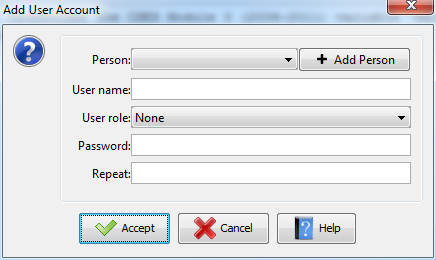 Add User Account
Person: Add Person
User name:
User role: None
Password:
Repeat:
Accept Cancel Help